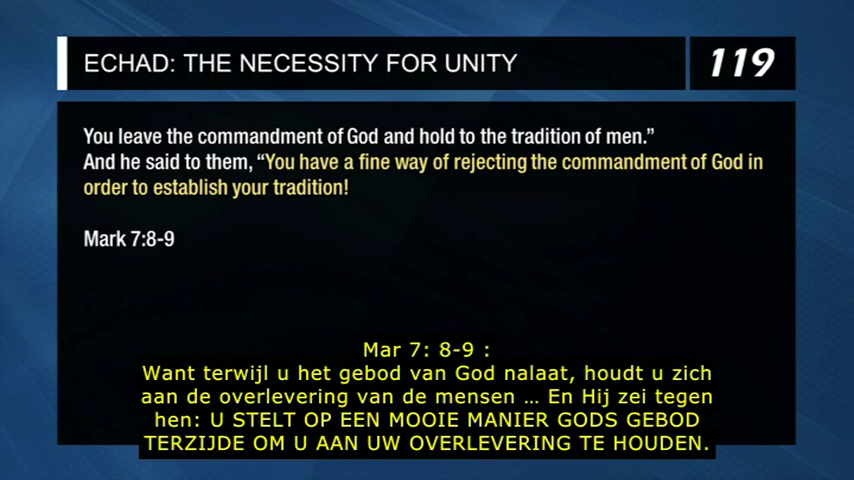 ECHAD: THE NECESSITY FOR UNITY
119
You leave the commandment of God and hold to the tradition of men.”
And he said to them, “You have a fine way of rejecting the commandment of God in
order to establish your tradition!
Mark 7:8-9
Mar 7: 8-9 :
Want terwijl u het gebod van God nalaat, houdt u zich
aan de overlevering van de mensen … En Hij zei tegen
hen: U STELT OP EEN MOOIE MANIER GODS GEBOD
TERZIJDE OM U AAN UW OVERLEVERING TE HOUDEN.